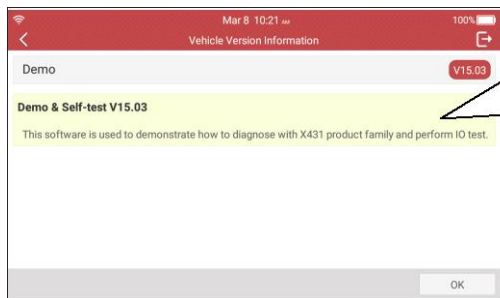 Mar 8 10:21
100%
Vehicle Version Information
Demo
V15.03
Demo & Self-test V15.03
This software is used to demonstrate how to diagnose with X431 product family and perform IO test.
OK